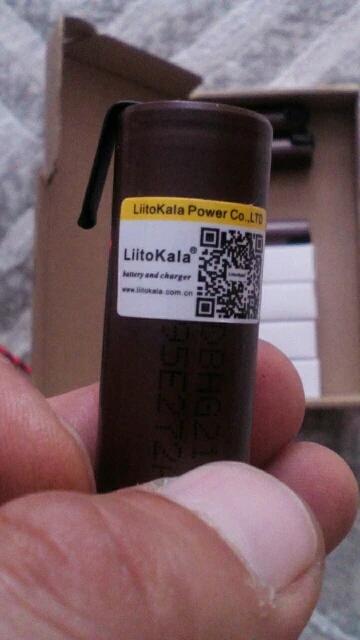 LiitoKala Power Co.,LTD
LiitoKala®
battery and charger
www.liitokala.com.cn